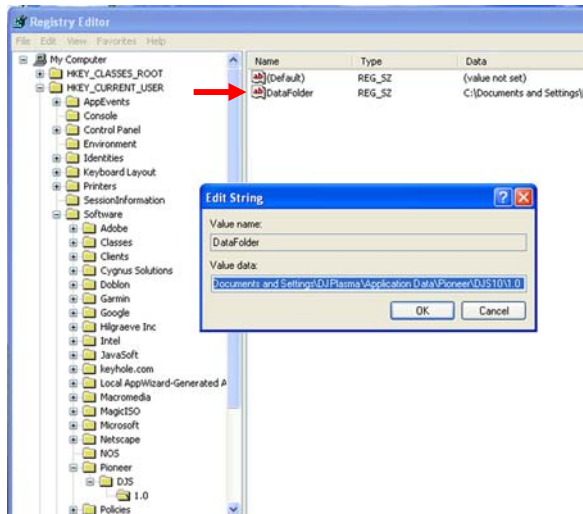 Registry Editor
File Edit View Favorites Help
My Computer
HKEY_CLASSES_ROOT
HKEY_CURRENT_USER
AppEvents
Console
Control Panel
Environment
Identities
Keyboard Layout
Printers
SessionInformation
Software
Adobe
Classes
Clients
Cygnus Solutions
Doblon
Garmin
Google
Hilgraeve Inc
Intel
JavaSoft
keyhole.com
Local AppWizard-Generated A
Macromedia
MagicISO
Microsoft
Netscape
NOS
Pioneer
DJS
1.0
Policies
Name Type Data
ab (Default) REG_SZ (value not set)
ab DataFolder REG_SZ C:\Documents and Settings\
Edit String
Value name:
DataFolder
Value data:
Documents and Settings\DJPlasma\Application Data\Pioneer\DJS10\1.0
OK Cancel